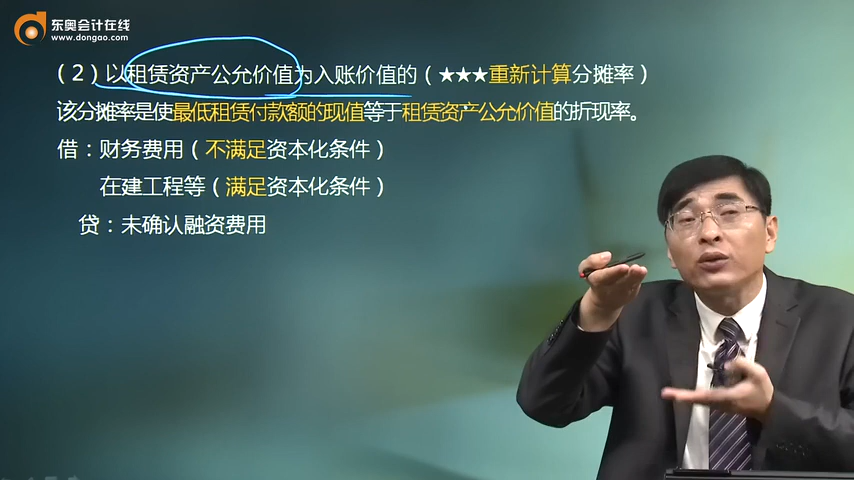 东奥会计在线
www.dongao.com
（2）以租赁资产公允价值为入账价值的（★★★重新计算分摊率）
该分摊率是使最低租赁付款额的现值等于租赁资产公允价值的折现率。
借：财务费用（不满足资本化条件）
在建工程等（满足资本化条件）
贷：未确认融资费用